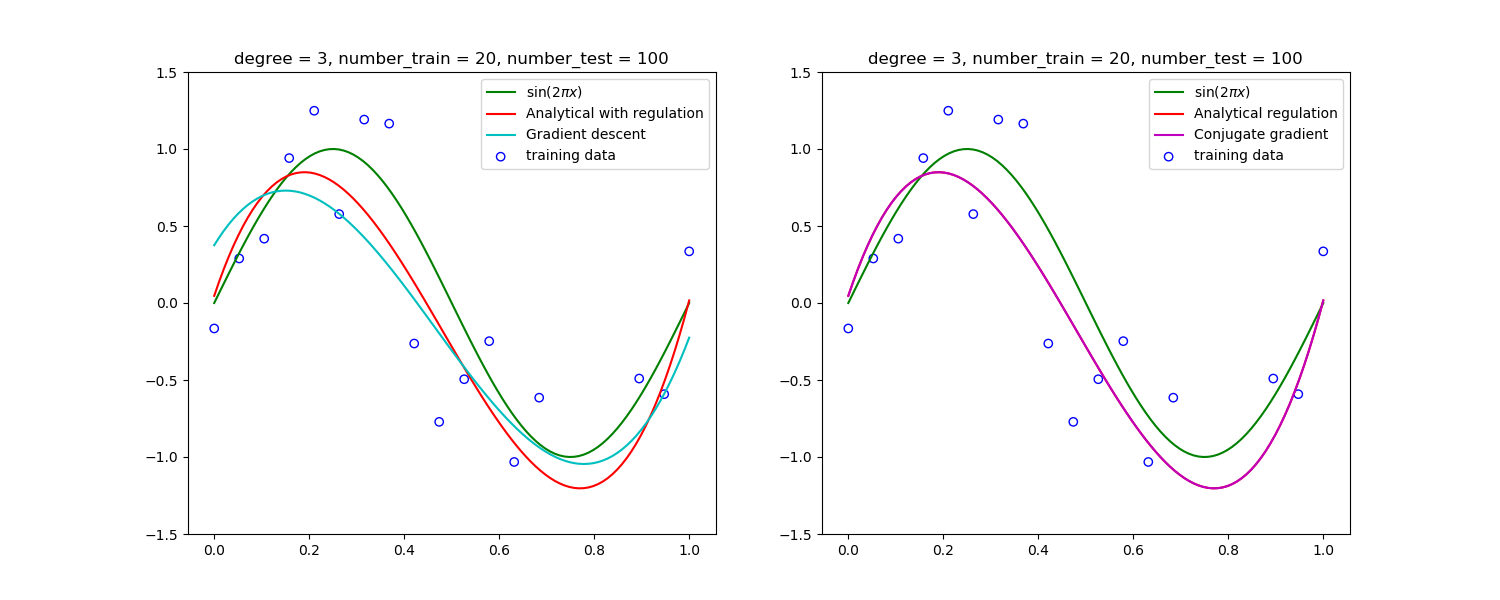 degree = 3, number_train = 20, number_test = 100
1.5
1.0
0.5
0.0
−0.5
−1.0
−1.5
0.0 0.2 0.4 0.6 0.8 1.0
sin(2πx)
Analytical with regulation
Gradient descent
training data
degree = 3, number_train = 20, number_test = 100
1.5
1.0
0.5
0.0
−0.5
−1.0
−1.5
0.0 0.2 0.4 0.6 0.8 1.0
sin(2πx)
Analytical regulation
Conjugate gradient
training data